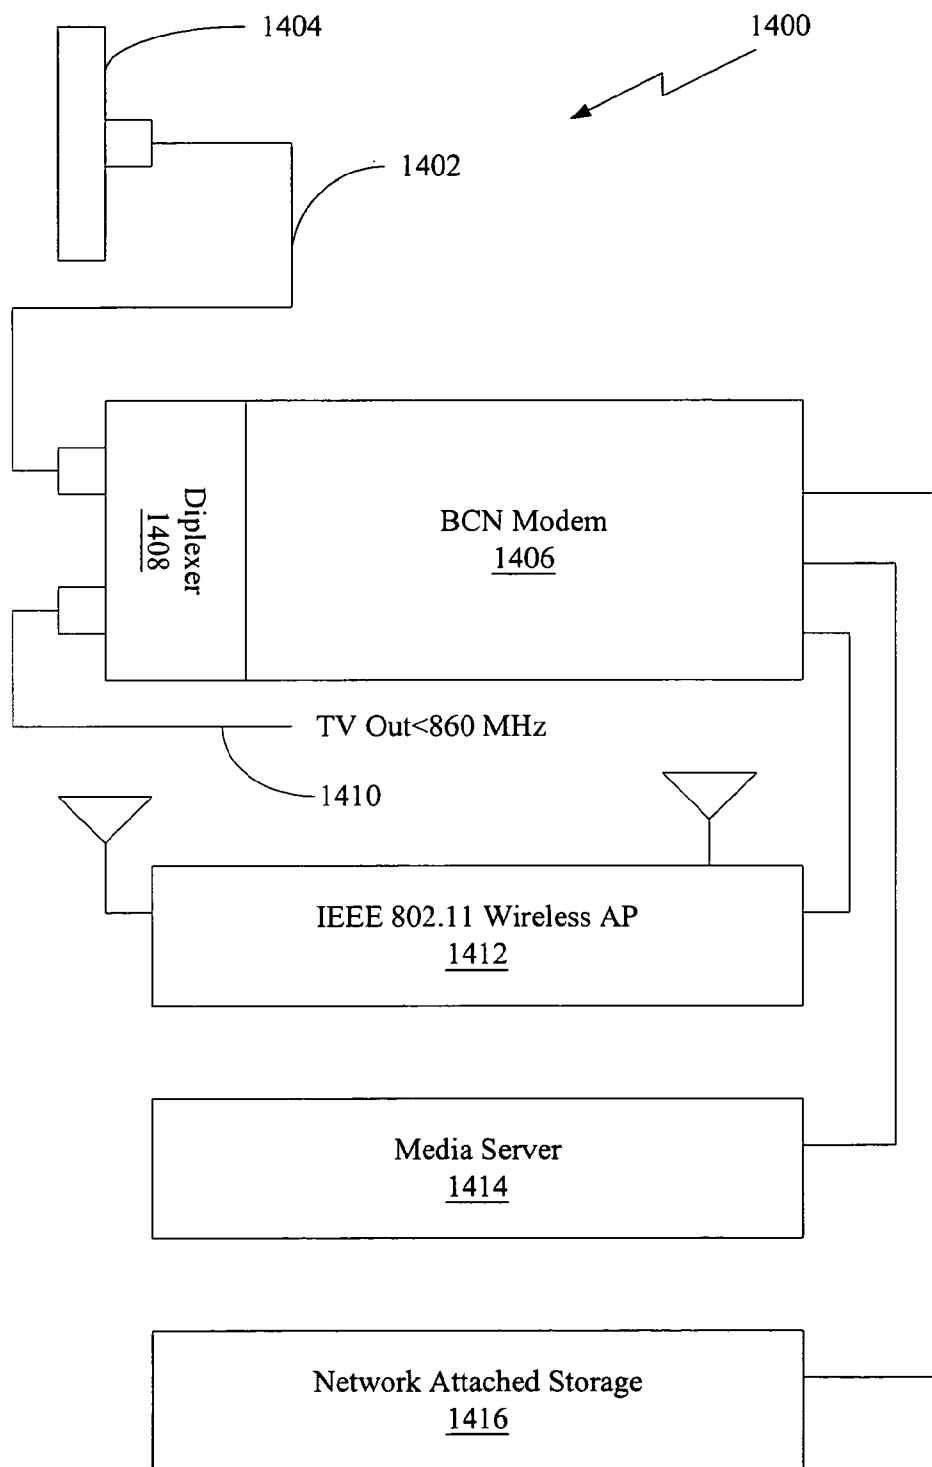 1404
1400
1402
Diplexer
1408
BCN Modem
1406
TV Out<860 MHz
1410
IEEE 802.11 Wireless AP
1412
Media Server
1414
Network Attached Storage
1416